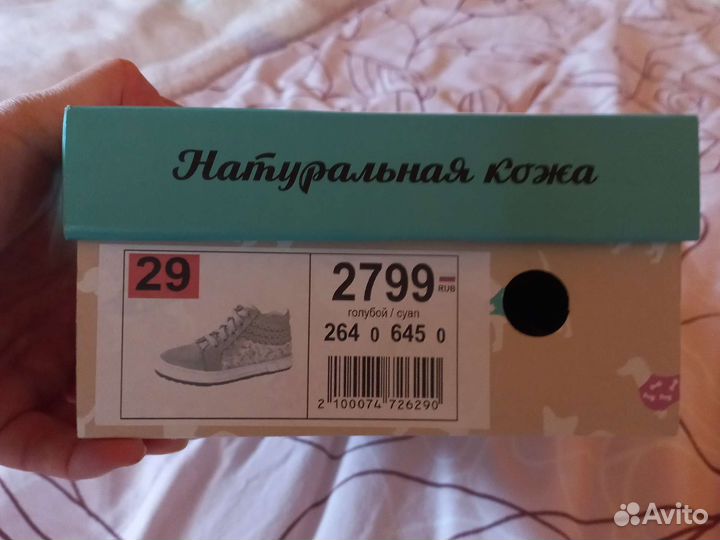 Натуральная кожа
29
2799=
RUB
голубой / cyan
264 0 645 0
2 100074 726290
Avito